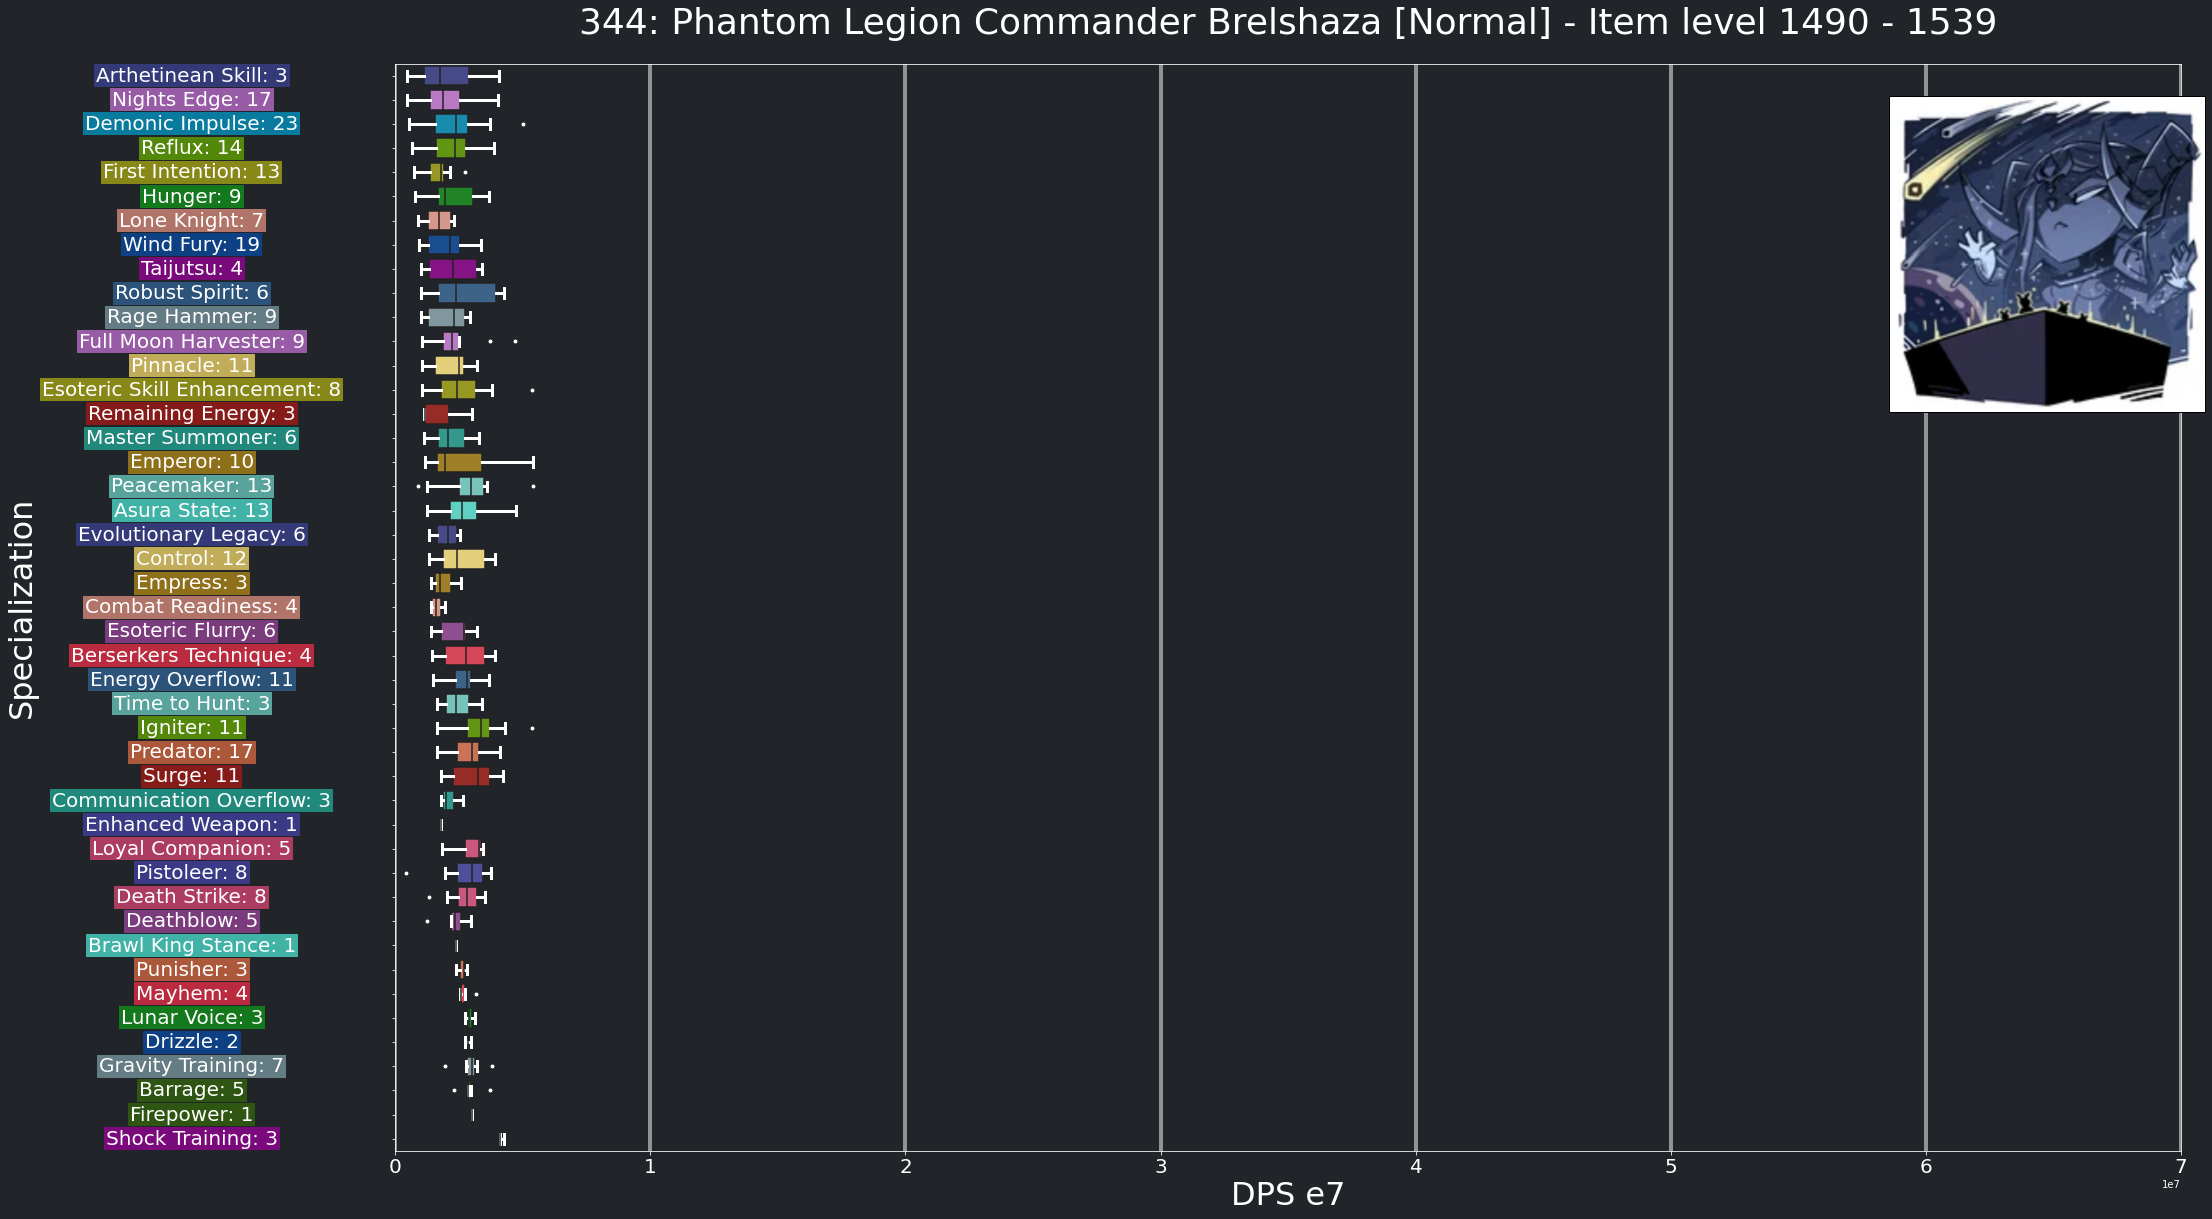 344: Phantom Legion Commander Brelshaza [Normal] - Item level 1490 - 1539
Arthetinean Skill: 3
Nights Edge: 17
Demonic Impulse: 23
Reflux: 14
First Intention: 13
Hunger: 9
Lone Knight: 7
Wind Fury: 19
Taijutsu: 4
Robust Spirit: 6
Rage Hammer: 9
Full Moon Harvester: 9
Pinnacle: 11
Esoteric Skill Enhancement: 8
Remaining Energy: 3
Master Summoner: 6
Emperor: 10
Peacemaker: 13
Asura State: 13
Evolutionary Legacy: 6
Control: 12
Empress: 3
Combat Readiness: 4
Esoteric Flurry: 6
Berserkers Technique: 4
Energy Overflow: 11
Time to Hunt: 3
Igniter: 11
Predator: 17
Surge: 11
Communication Overflow: 3
Enhanced Weapon: 1
Loyal Companion: 5
Pistoleer: 8
Death Strike: 8
Deathblow: 5
Brawl King Stance: 1
Punisher: 3
Mayhem: 4
Lunar Voice: 3
Drizzle: 2
Gravity Training: 7
Barrage: 5
Firepower: 1
Shock Training: 3
Specialization
0 1 2 3 4 5 6 7
1e7
DPS e7